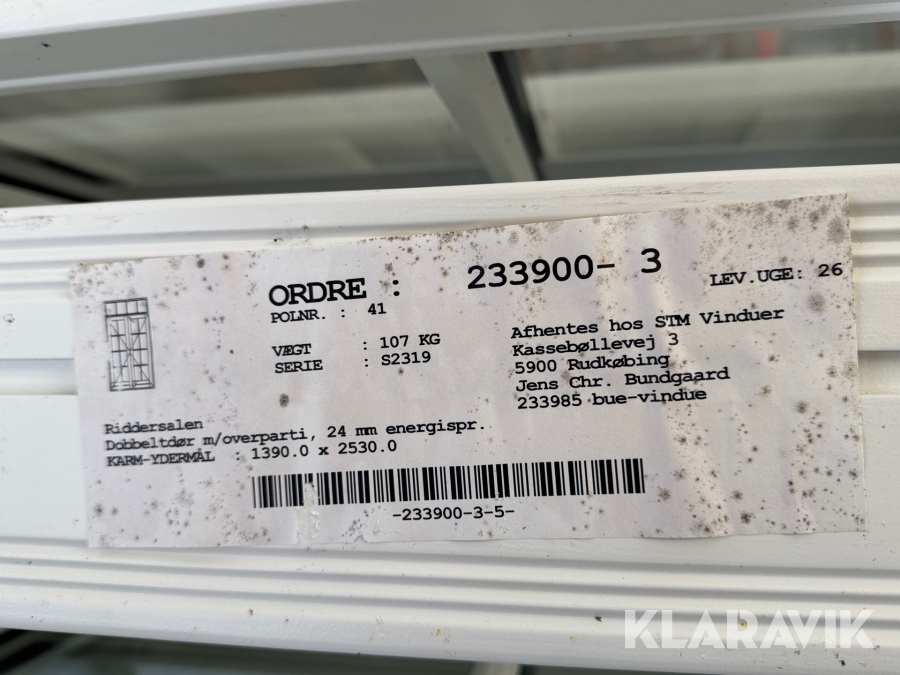 ORDRE : 233900- 3 LEV.UGE: 26
POLNR. : 41
VÆGT : 107 KG
SERIE : S2319
Afhentes hos STM Vinduer
Kassebøllevej 3
5900 Rudkøbing
Jens Chr. Bundgaard
233985 bue-vindue
Riddersalen
Dobbeltdør m/overparti, 24 mm energispr.
KARM-YDERMÅL : 1390.0 x 2530.0
-233900-3-5-
KLARAVIK